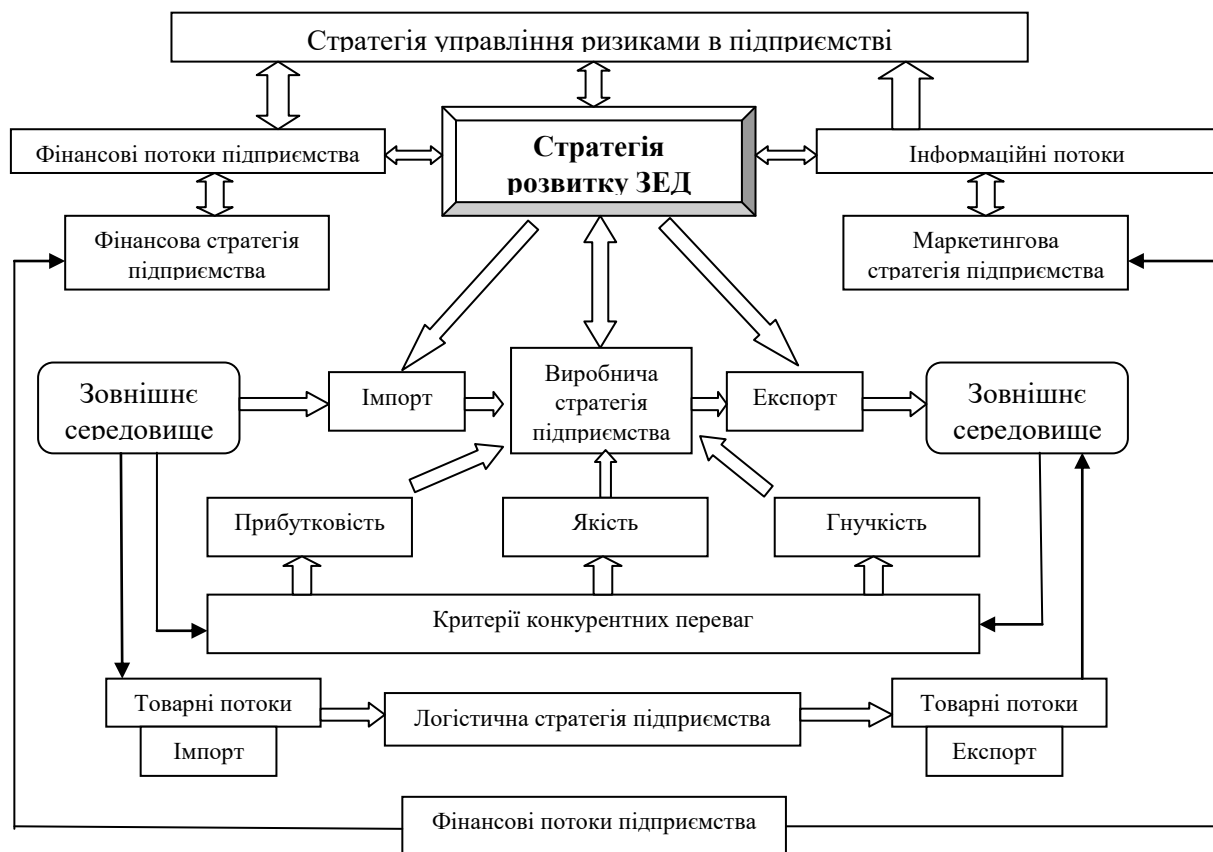 Стратегія управління ризиками в підприємстві
Фінансові потоки підприємства
Стратегія
розвитку ЗЕД
Інформаційні потоки
Фінансова стратегія
підприємства
Маркетингова
стратегія підприємства
Зовнішнє
середовище
Імпорт
Виробнича
стратегія
підприємства
Експорт
Зовнішнє
середовище
Прибутковість
Якість
Гнучкість
Критерії конкурентних переваг
Товарні потоки
Імпорт
Логістична стратегія підприємства
Товарні потоки
Експорт
Фінансові потоки підприємства